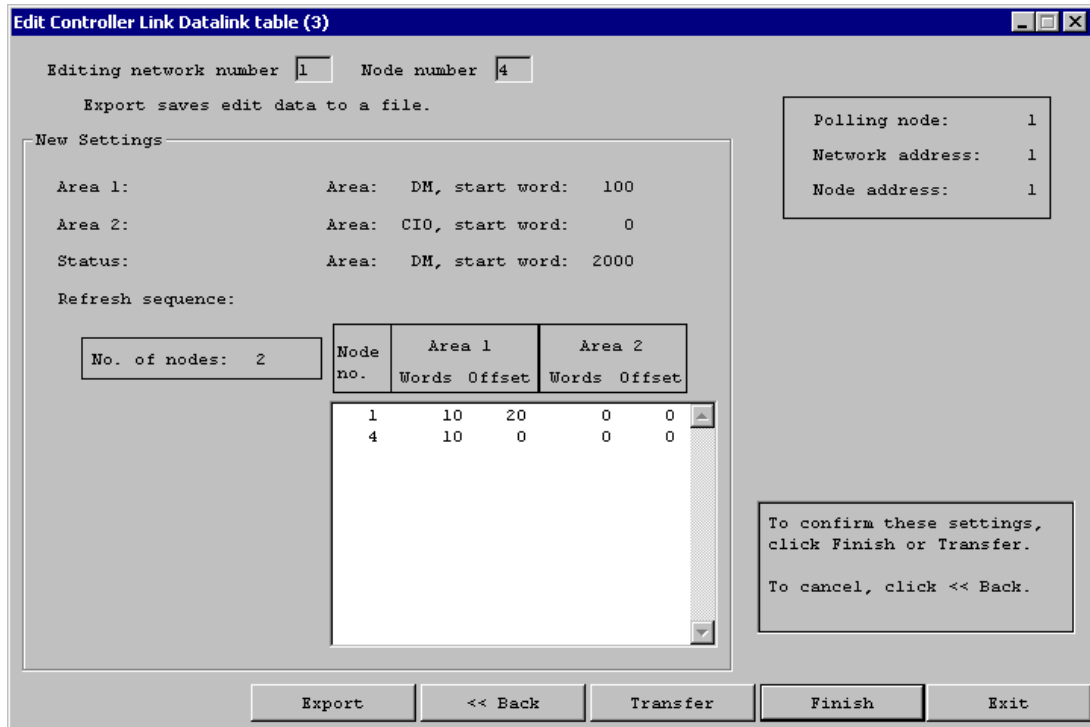 Edit Controller Link Datalink table (3)
Editing network number 1 Node number 4
Export saves edit data to a file.
Polling node: 1
Network address: 1
Node address: 1
New Settings
Area 1: Area: DM, start word: 100
Area 2: Area: CIO, start word: 0
Status: Area: DM, start word: 2000
Refresh sequence:
No. of nodes: 2
Node no. Area 1 Area 2
Words Offset Words Offset
1 10 20 0 0
4 10 0 0 0
To confirm these settings,
click Finish or Transfer.
To cancel, click << Back.
Export << Back Transfer Finish Exit